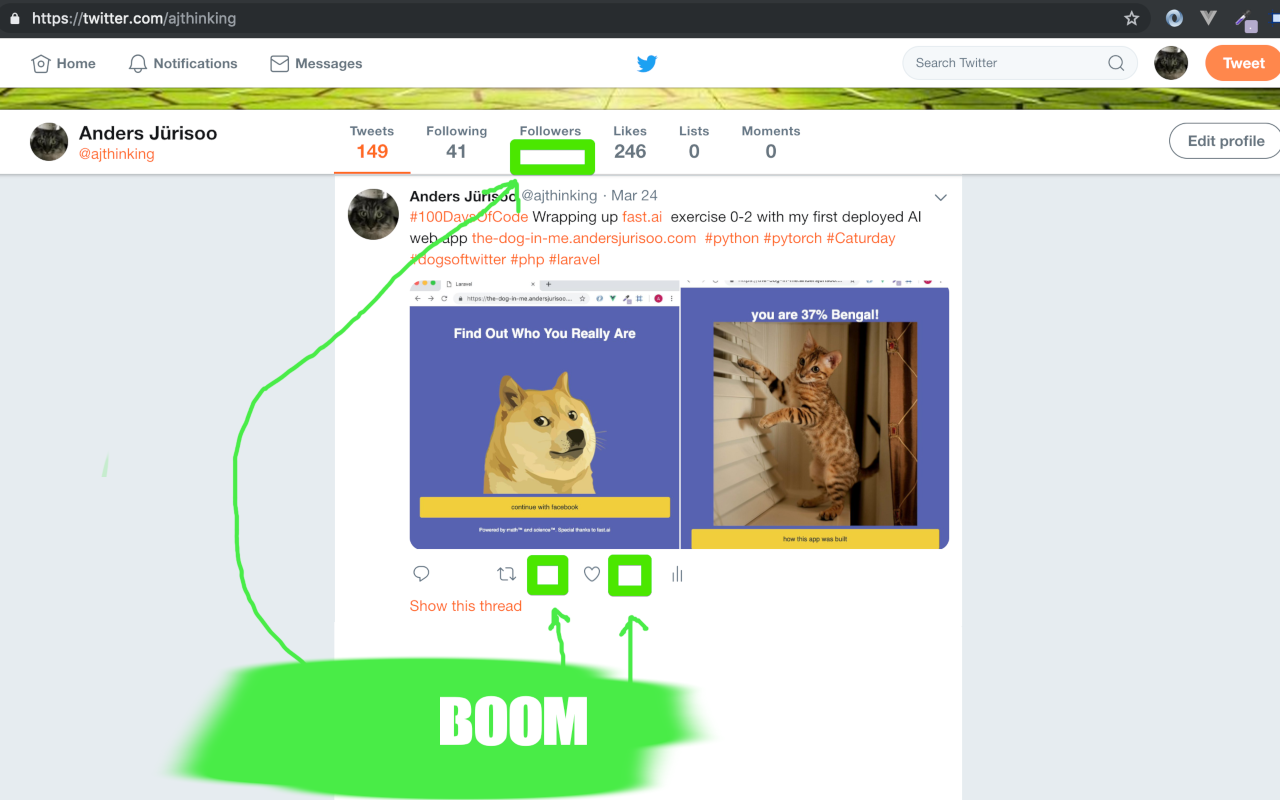 https://twitter.com/ajthinking
Home Notifications Messages Search Twitter Tweet
Anders Jürisoo
@ajthinking
Tweets Following Followers Likes Lists Moments
149 41 246 0 0
Edit profile
Anders Jürisoo @ajthinking · Mar 24
#100DaysOfCode Wrapping up fast.ai exercise 0-2 with my first deployed AI
web app the-dog-in-me.andersjurisoo.com #python #pytorch #Caturday
#dogsoftwitter #php #laravel
Laravel
https://the-dog-in-me.andersjurisoo....
Find Out Who You Really Are
continue with facebook
Powered by math™ and science™. Special thanks to fast.ai
you are 37% Bengal!
how this app was built
Show this thread
BOOM